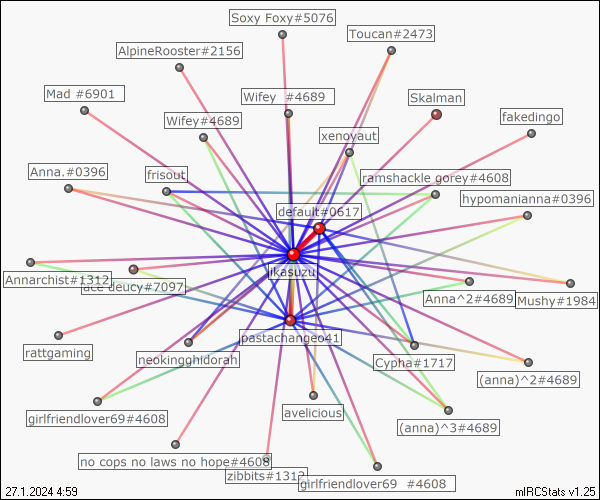 Soxy Foxy#5076
Toucan#2473
AlpineRooster#2156
Mad #6901
Wifey #4689
Skalman
fakedingo
Wifey#4689
xenoyaut
Anna.#0396
frisout
ramshackle gorey#4608
hypomanianna#0396
default#0617
jikasuzu
Annarchist#1312
ace deucy#7097
Anna^2#4689
Mushy#1984
pastachangeo41
rattgaming
neokingghidorah
Cypha#1717
(anna)^2#4689
girlfriendlover69#4608
avelicious
(anna)^3#4689
no cops no laws no hope#4608
zibbits#1312
girlfriendlover69 #4608
27.1.2024 4:59
mIRCStats v1.25